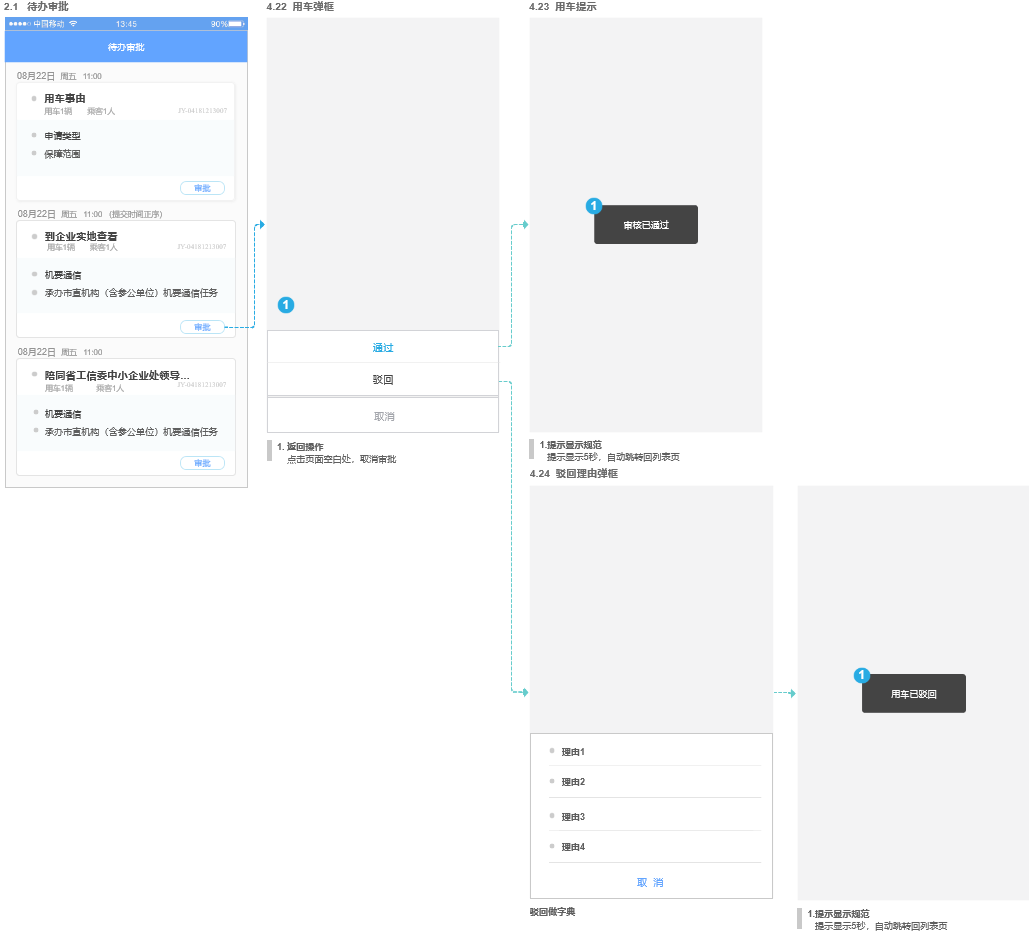 2.1 待办审批
中国移动 13:45 90%
待办审批
08月22日 周五 11:00
用车事由
用车1辆 乘客1人 JY-04181213007
申请类型
保障范围
审批
08月22日 周五 11:00 (提交时间正序)
到企业实地查看
用车1辆 乘客1人 JY-04181213007
机要通信
承办市直机构（含参公单位）机要通信任务
审批
08月22日 周五 11:00
陪同省工信委中小企业处领导...
用车1辆 乘客1人 JY-04181213007
机要通信
承办市直机构（含参公单位）机要通信任务
审批
4.22 用车弹框
1
通过
驳回
取消
1. 返回操作
点击页面空白处，取消审批
4.23 用车提示
1
审核已通过
1.提示显示规范
提示显示5秒，自动跳转回列表页
4.24 驳回理由弹框
理由1
理由2
理由3
理由4
取 消
驳回做字典
1
用车已驳回
1.提示显示规范
提示显示5秒，自动跳转回列表页